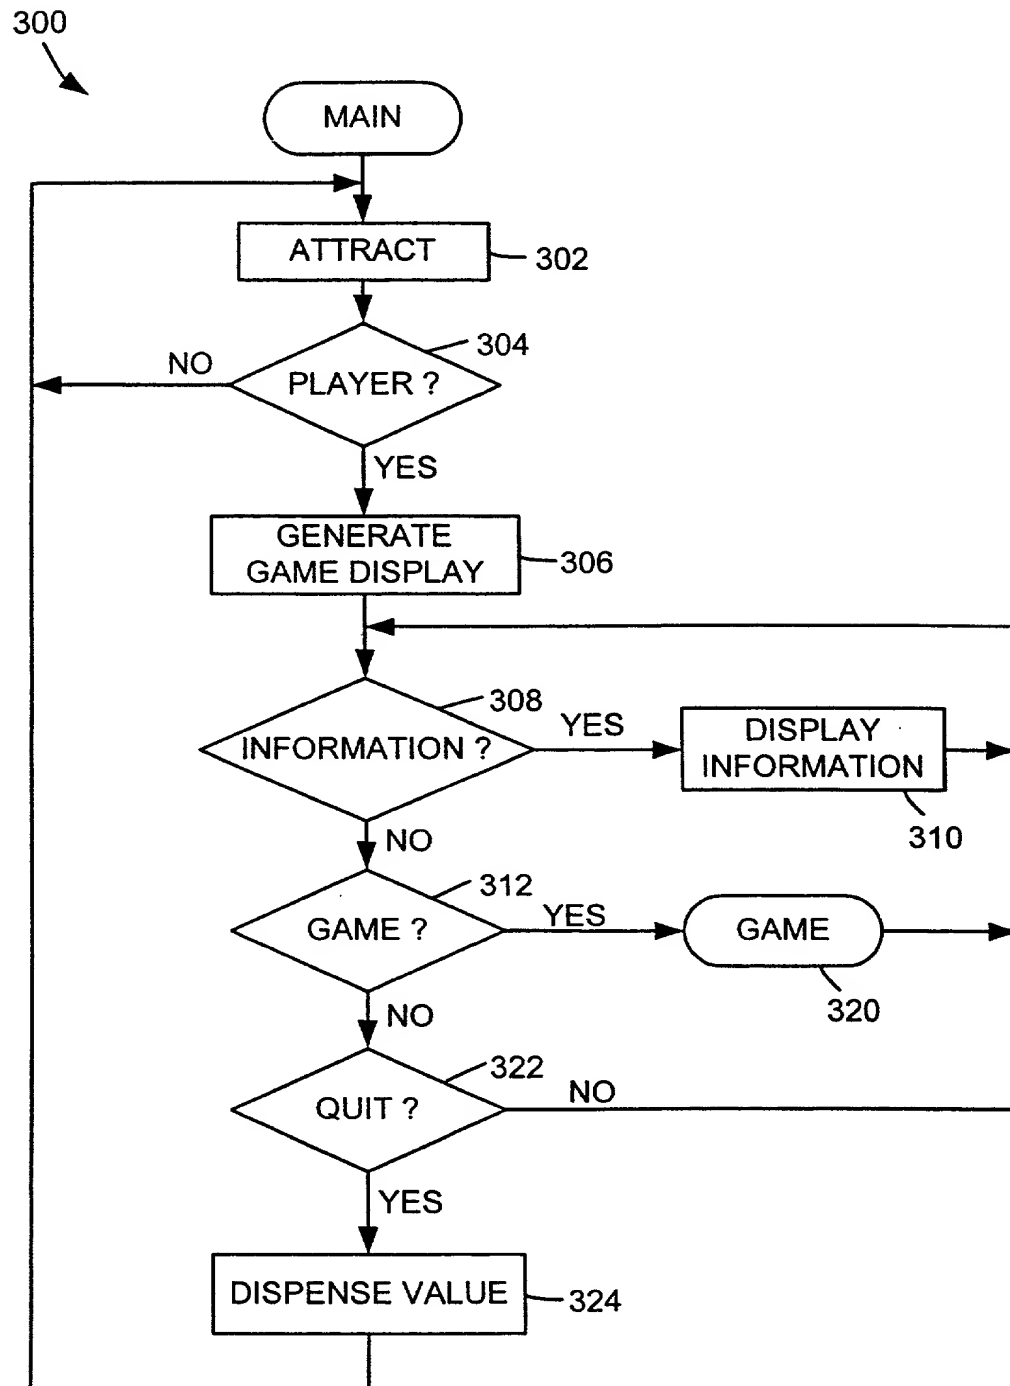 300
MAIN
ATTRACT
302
304
NO
PLAYER ?
YES
GENERATE
GAME DISPLAY
306
308
INFORMATION ?
YES
DISPLAY
INFORMATION
310
NO
312
GAME ?
YES
GAME
320
NO
322
QUIT ?
NO
YES
DISPENSE VALUE
324